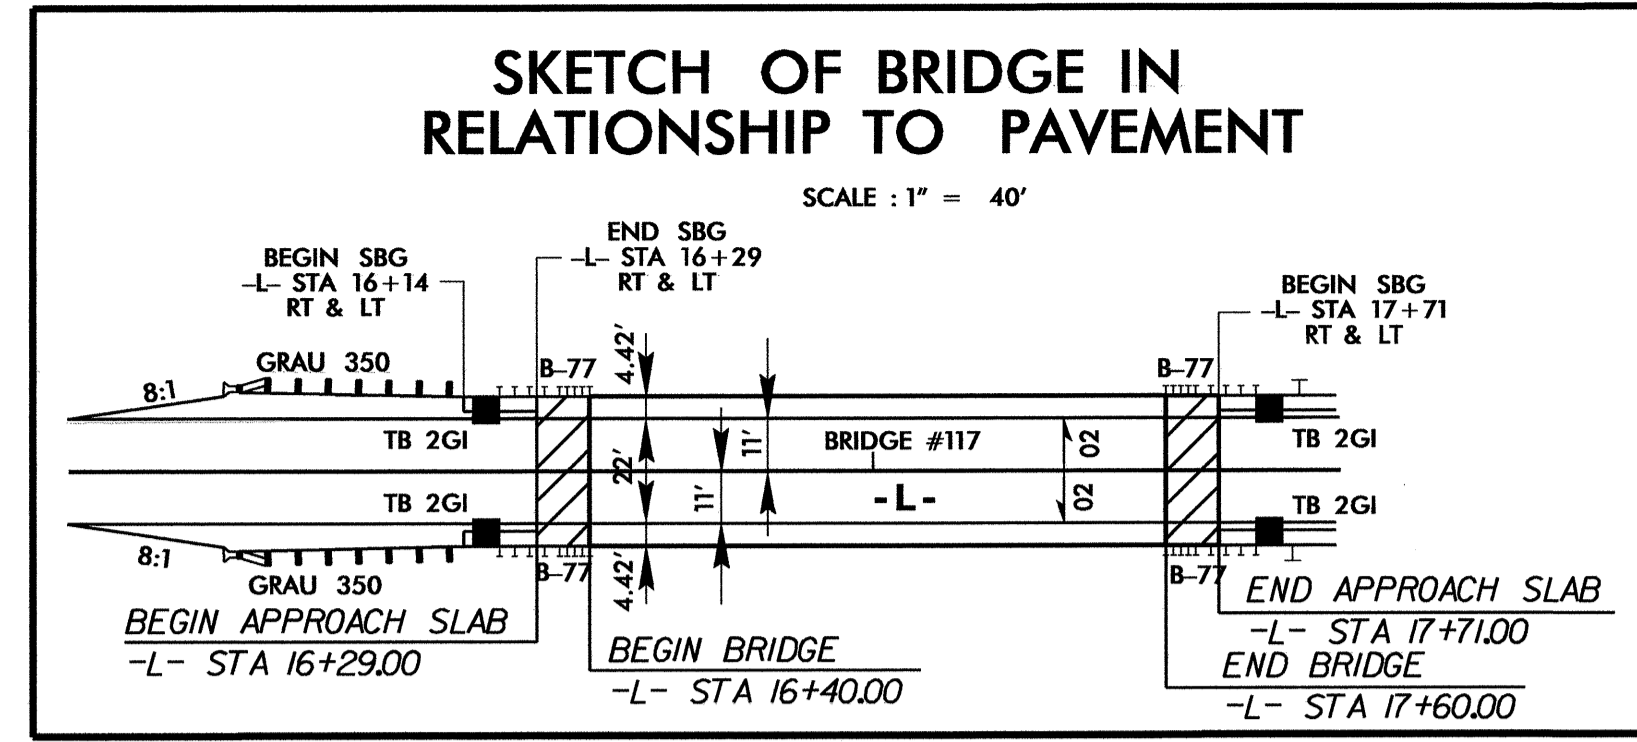 SKETCH OF BRIDGE IN
RELATIONSHIP TO PAVEMENT
SCALE : 1" = 40'
BEGIN SBG
-L- STA 16+14
RT & LT
END SBG
-L- STA 16+29
RT & LT
BEGIN SBG
-L- STA 17+71
RT & LT
GRAU 350
8:1
B-77
4.42'
B-77
TB 2GI
22'
11'
BRIDGE #117
02
TB 2GI
TB 2GI
11'
-L-
02
TB 2GI
8:1
GRAU 350
B-77
4.42'
B-77
BEGIN APPROACH SLAB
-L- STA 16+29.00
BEGIN BRIDGE
-L- STA 16+40.00
END APPROACH SLAB
-L- STA 17+71.00
END BRIDGE
-L- STA 17+60.00